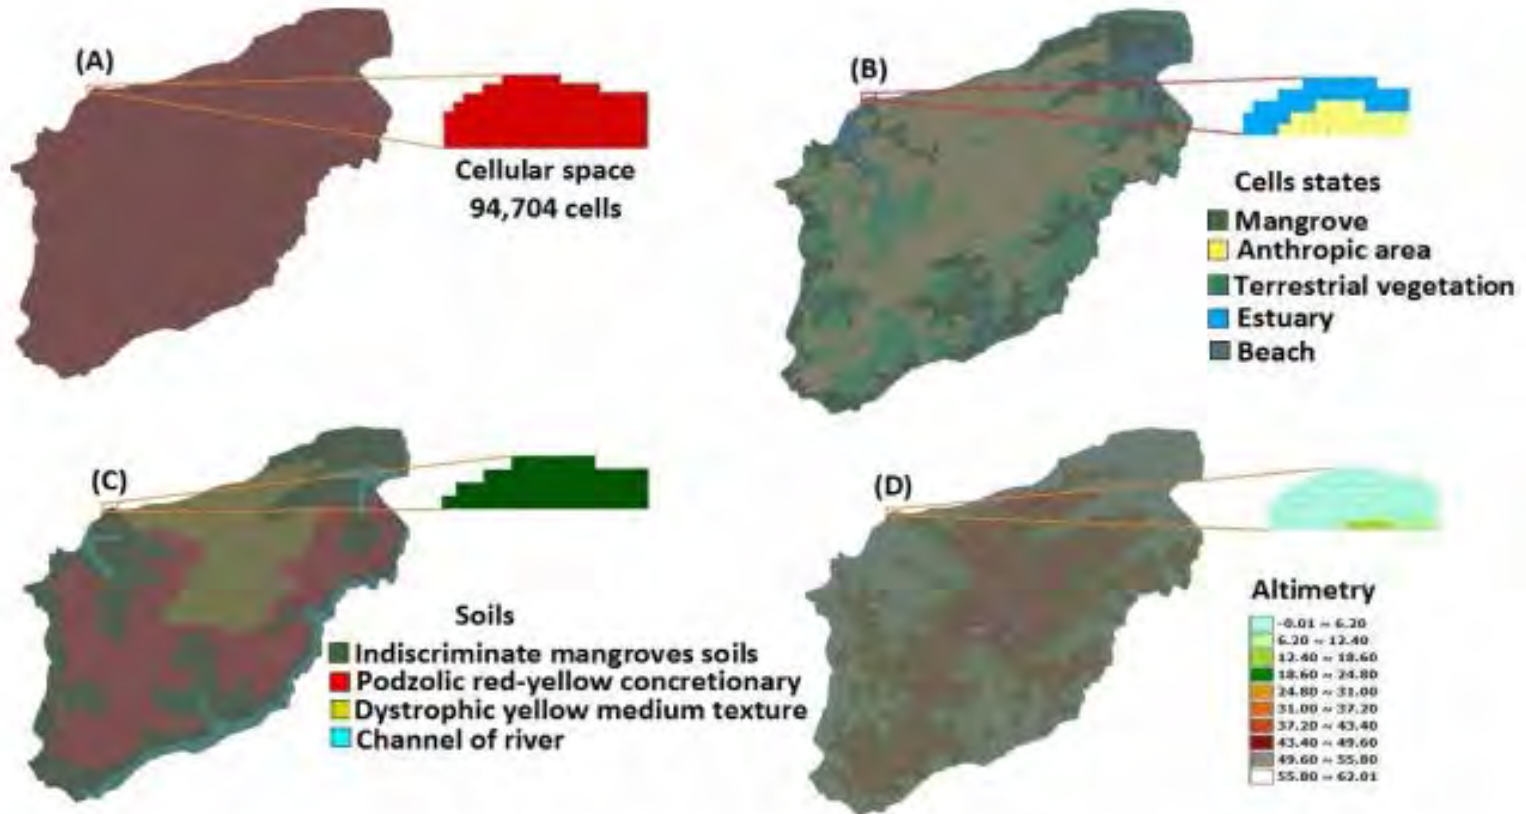 (A)
Cellular space
94,704 cells
(B)
Cells states
Mangrove
Anthropic area
Terrestrial vegetation
Estuary
Beach
(C)
Soils
Indiscriminate mangroves soils
Podzolic red-yellow concretionary
Dystrophic yellow medium texture
Channel of river
(D)
Altimetry
-0.01 ~ 6.20
6.20 ~ 12.40
12.40 ~ 18.60
18.60 ~ 24.80
24.80 ~ 31.00
31.00 ~ 37.20
37.20 ~ 43.40
43.40 ~ 49.60
49.60 ~ 55.80
55.80 ~ 62.01